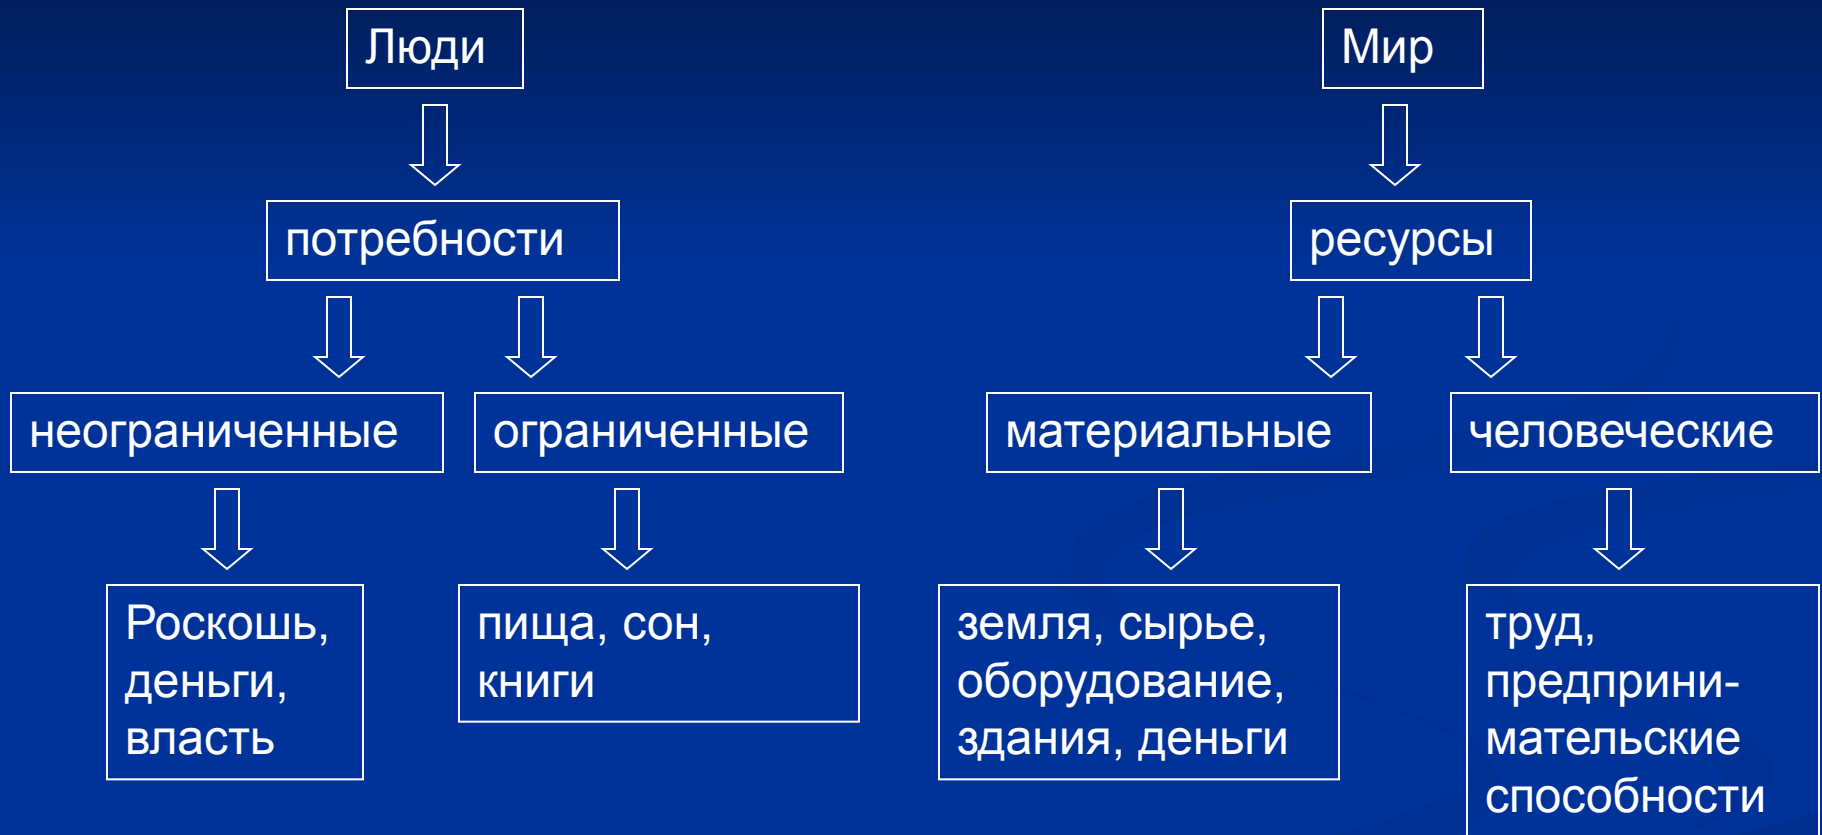 Люди
Мир
потребности
ресурсы
неограниченные
ограниченные
материальные
человеческие
Роскошь,
деньги,
власть
пища, сон,
книги
земля, сырье,
оборудование,
здания, деньги
труд,
предприни-
мательские
способности